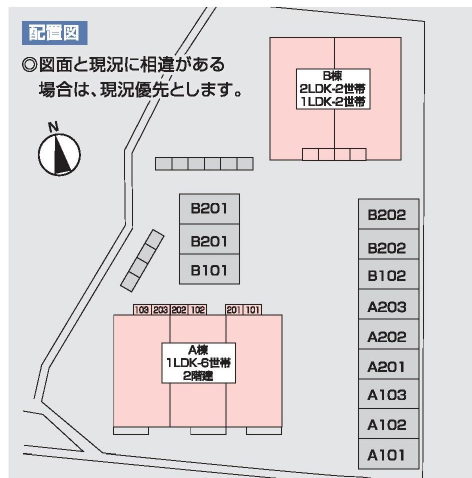 配置図
◎図面と現況に相違がある
場合は、現況優先とします。
N
B棟
2LDK-2世帯
1LDK-2世帯
B201
B201
B101
B202
B202
B102
A203
A202
A201
A103
A102
A101
103 203 202 102 201 101
A棟
1LDK-6世帯
2階建